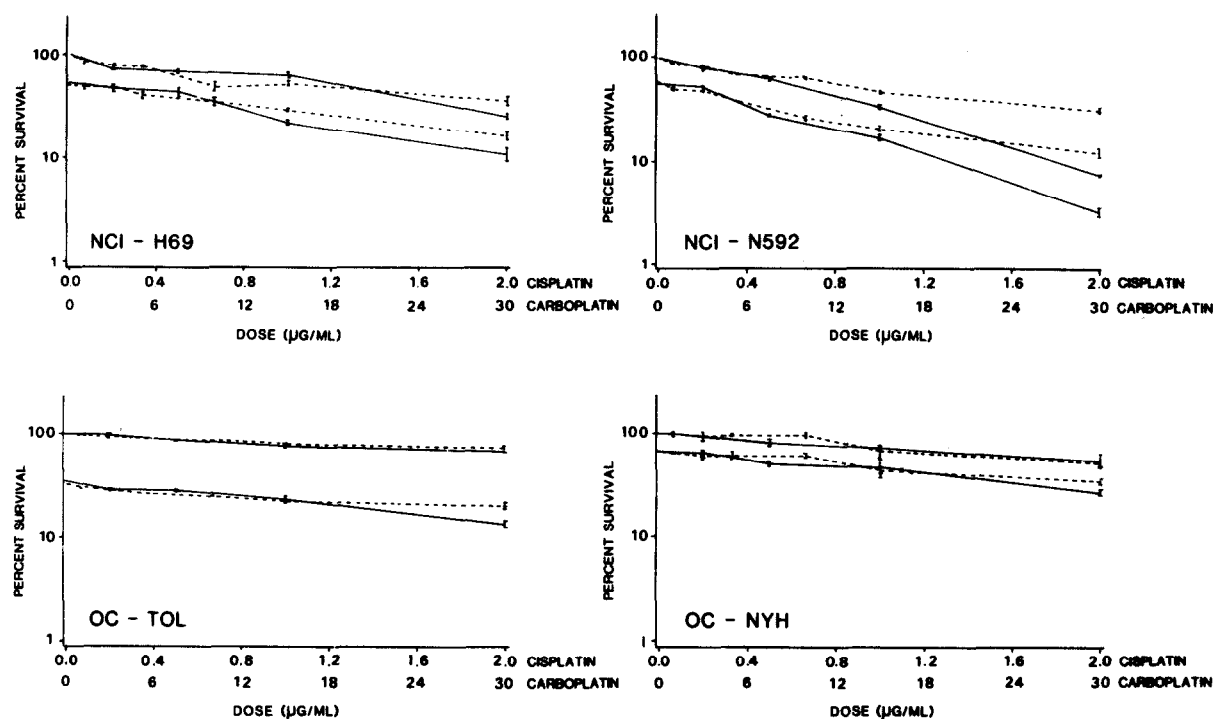 PERCENT SURVIVAL
100
10
1
NCI - H69
0.0 0.4 0.8 1.2 1.6 2.0 CISPLATIN
0 6 12 18 24 30 CARBOPLATIN
DOSE (µG/ML)
PERCENT SURVIVAL
100
10
1
NCI - N592
0.0 0.4 0.8 1.2 1.6 2.0 CISPLATIN
0 6 12 18 24 30 CARBOPLATIN
DOSE (µG/ML)
PERCENT SURVIVAL
100
10
1
OC - TOL
0.0 0.4 0.8 1.2 1.6 2.0 CISPLATIN
0 6 12 18 24 30 CARBOPLATIN
DOSE (µG/ML)
PERCENT SURVIVAL
100
10
1
OC - NYH
0.0 0.4 0.8 1.2 1.6 2.0 CISPLATIN
0 6 12 18 24 30 CARBOPLATIN
DOSE (µG/ML)